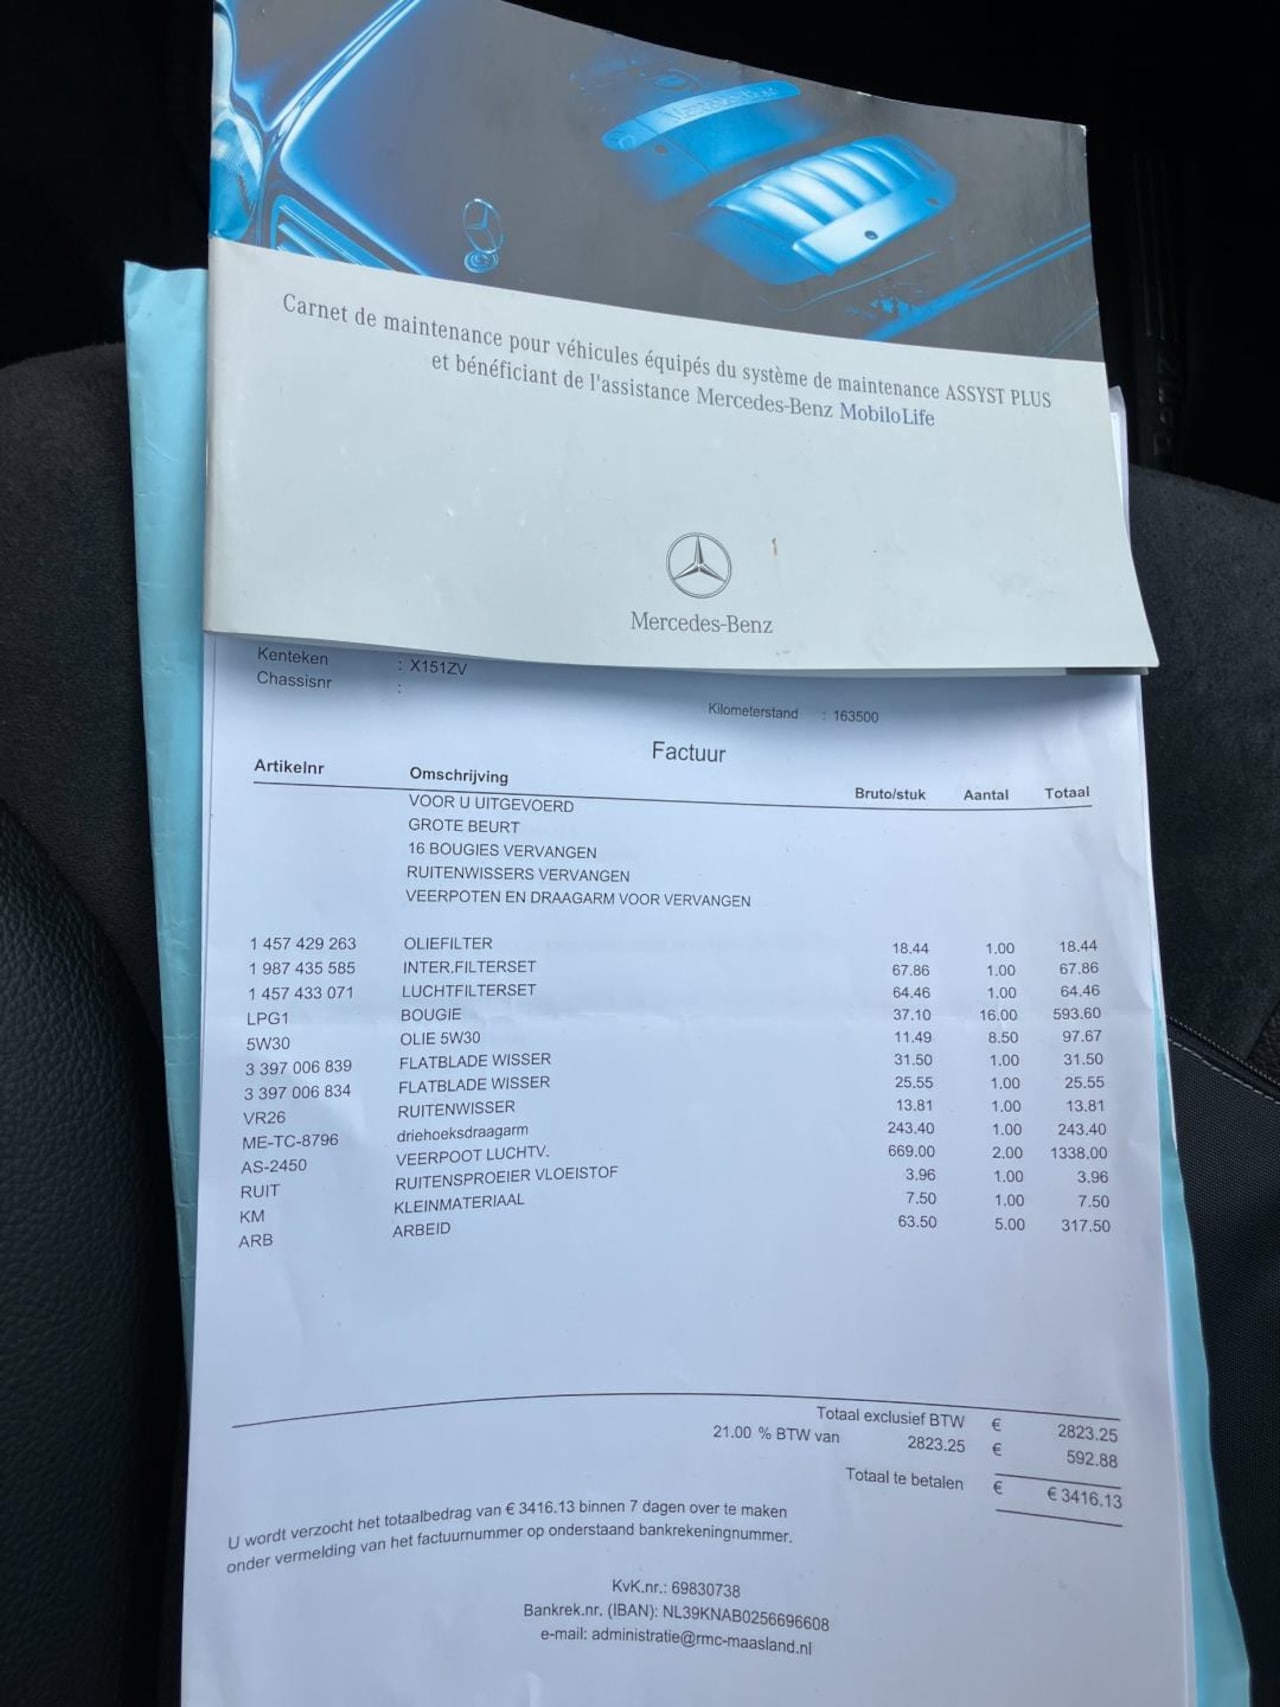 Carnet de maintenance pour véhicules équipés du système de maintenance ASSYST PLUS
et bénéficiant de l'assistance Mercedes-Benz MobiloLife
Mercedes-Benz
Kenteken : X151ZV
Chassisnr :
Kilometerstand : 163500
Factuur
Artikelnr Omschrijving Bruto/stuk Aantal Totaal
VOOR U UITGEVOERD
GROTE BEURT
16 BOUGIES VERVANGEN
RUITENWISSERS VERVANGEN
VEERPOTEN EN DRAAGARM VOOR VERVANGEN
1 457 429 263 OLIEFILTER 18.44 1.00 18.44
1 987 435 585 INTER.FILTERSET 67.86 1.00 67.86
1 457 433 071 LUCHTFILTERSET 64.46 1.00 64.46
LPG1 BOUGIE 37.10 16.00 593.60
5W30 OLIE 5W30 11.49 8.50 97.67
3 397 006 839 FLATBLADE WISSER 31.50 1.00 31.50
3 397 006 834 FLATBLADE WISSER 25.55 1.00 25.55
VR26 RUITENWISSER 13.81 1.00 13.81
ME-TC-8796 driehoeksdraagarm 243.40 1.00 243.40
AS-2450 VEERPOOT LUCHTV. 669.00 2.00 1338.00
RUIT RUITENSPROEIER VLOEISTOF 3.96 1.00 3.96
KM KLEINMATERIAAL 7.50 1.00 7.50
ARB ARBEID 63.50 5.00 317.50
Totaal exclusief BTW € 2823.25
21.00 % BTW van 2823.25 € 592.88
Totaal te betalen € € 3416.13
U wordt verzocht het totaalbedrag van € 3416.13 binnen 7 dagen over te maken
onder vermelding van het factuurnummer op onderstaand bankrekeningnummer.
KvK.nr.: 69830738
Bankrek.nr. (IBAN): NL39KNAB0256696608
e-mail: administratie@rmc-maasland.nl